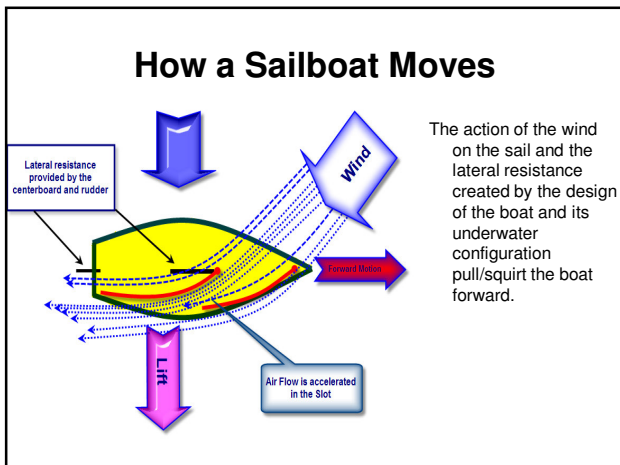 How a Sailboat Moves
Lateral resistance
provided by the
centerboard and rudder
Wind
The action of the wind
on the sail and the
lateral resistance
created by the design
of the boat and its
underwater
configuration
pull/squirt the boat
forward.
Forward Motion
Lift
Air Flow is accelerated
in the Slot